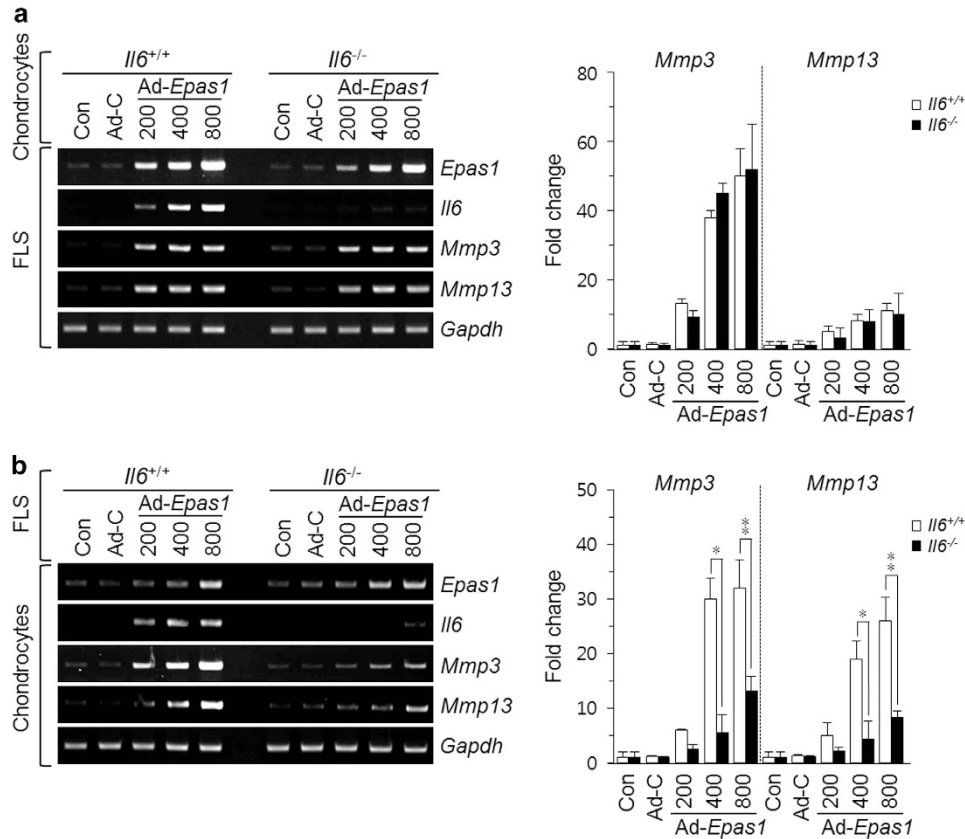 a
Chondrocytes
Il6+/+ Il6-/-
Ad-Epas1 Ad-Epas1
Con Ad-C 200 400 800 Con Ad-C 200 400 800
FLS
Epas1
Il6
Mmp3
Mmp13
Gapdh
Mmp3 Mmp13
Il6+/+
Il6-/-
Fold change
80
60
40
20
0
Con Ad-C 200 400 800 Con Ad-C 200 400 800
Ad-Epas1 Ad-Epas1
b
FLS
Il6+/+ Il6-/-
Ad-Epas1 Ad-Epas1
Con Ad-C 200 400 800 Con Ad-C 200 400 800
Chondrocytes
Epas1
Il6
Mmp3
Mmp13
Gapdh
Mmp3 Mmp13
Il6+/+
Il6-/-
Fold change
50
40
30
20
10
0
* ** * **
Con Ad-C 200 400 800 Con Ad-C 200 400 800
Ad-Epas1 Ad-Epas1